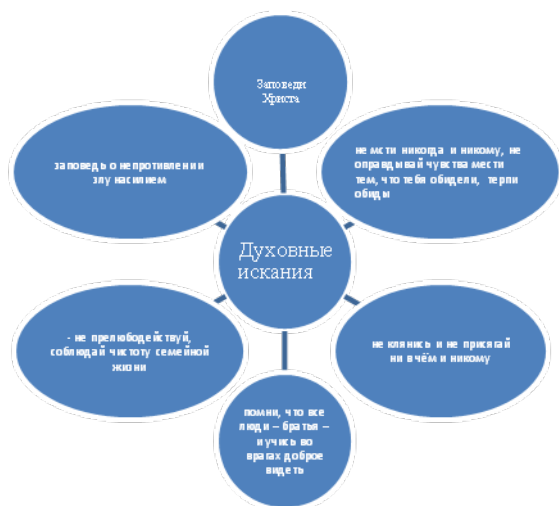 Заповеди
Христа
заповедь о непротивлении
злу насилием
не мсти никогда и никому, не
оправдывай чувства мести
тем, что тебя обидели, терпи
обиды
Духовные
искания
- не прелюбодействуй,
соблюдай чистоту семейной
жизни
не клянись и не присягай
ни в чём и никому
помни, что все
люди – братья –
и учись во
врагах доброе
видеть